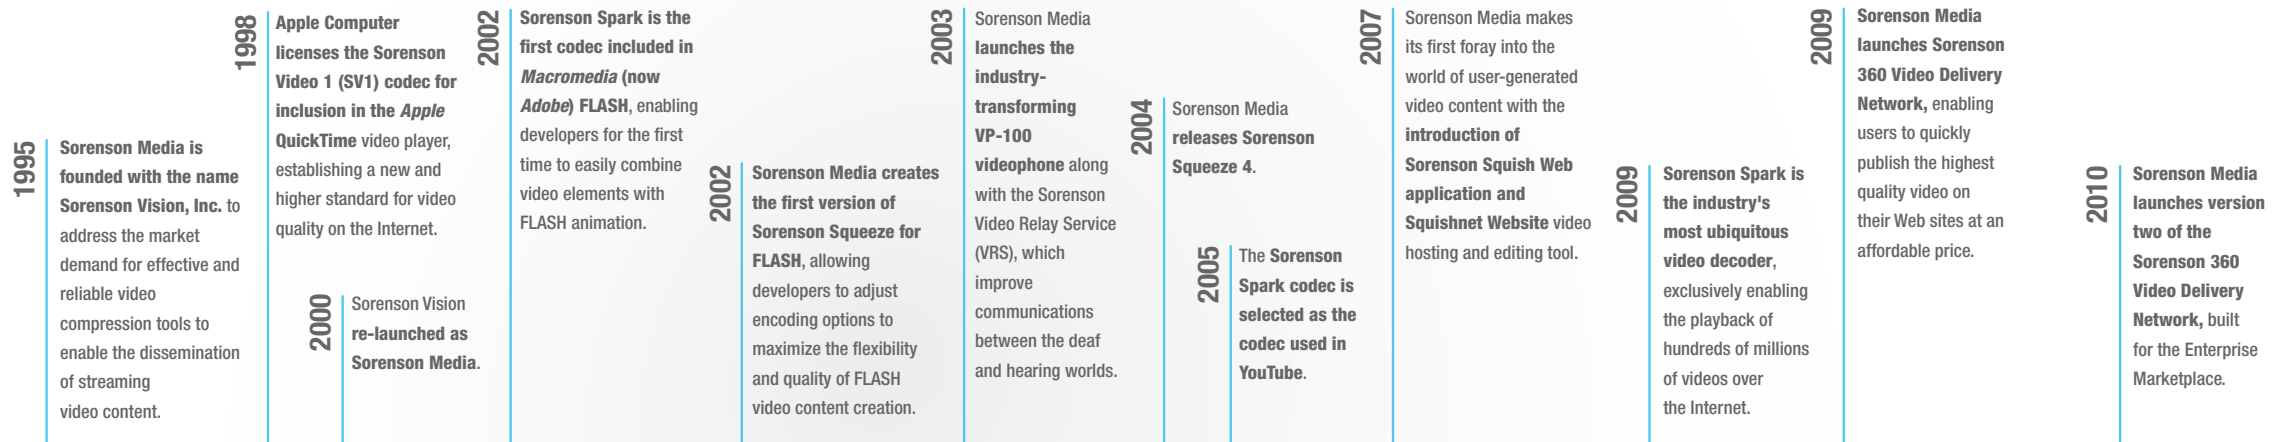 1995
Sorenson Media is
founded with the name
Sorenson Vision, Inc. to
address the market
demand for effective and
reliable video
compression tools to
enable the dissemination
of streaming
video content.
1998
Apple Computer
licenses the Sorenson
Video 1 (SV1) codec for
inclusion in the Apple
QuickTime video player,
establishing a new and
higher standard for video
quality on the Internet.
2000
Sorenson Vision
re-launched as
Sorenson Media.
2002
Sorenson Spark is the
first codec included in
Macromedia (now
Adobe) FLASH, enabling
developers for the first
time to easily combine
video elements with
FLASH animation.
2002
Sorenson Media creates
the first version of
Sorenson Squeeze for
FLASH, allowing
developers to adjust
encoding options to
maximize the flexibility
and quality of FLASH
video content creation.
2003
Sorenson Media
launches the
industry-
transforming
VP-100
videophone along
with the Sorenson
Video Relay Service
(VRS), which
improve
communications
between the deaf
and hearing worlds.
2004
Sorenson Media
releases Sorenson
Squeeze 4.
2005
The Sorenson
Spark codec is
selected as the
codec used in
YouTube.
2007
Sorenson Media makes
its first foray into the
world of user-generated
video content with the
introduction of
Sorenson Squish Web
application and
Squishnet Website video
hosting and editing tool.
2009
Sorenson Spark is
the industry's
most ubiquitous
video decoder,
exclusively enabling
the playback of
hundreds of millions
of videos over
the Internet.
2009
Sorenson Media
launches Sorenson
360 Video Delivery
Network, enabling
users to quickly
publish the highest
quality video on
their Web sites at an
affordable price.
2010
Sorenson Media
launches version
two of the
Sorenson 360
Video Delivery
Network, built
for the Enterprise
Marketplace.